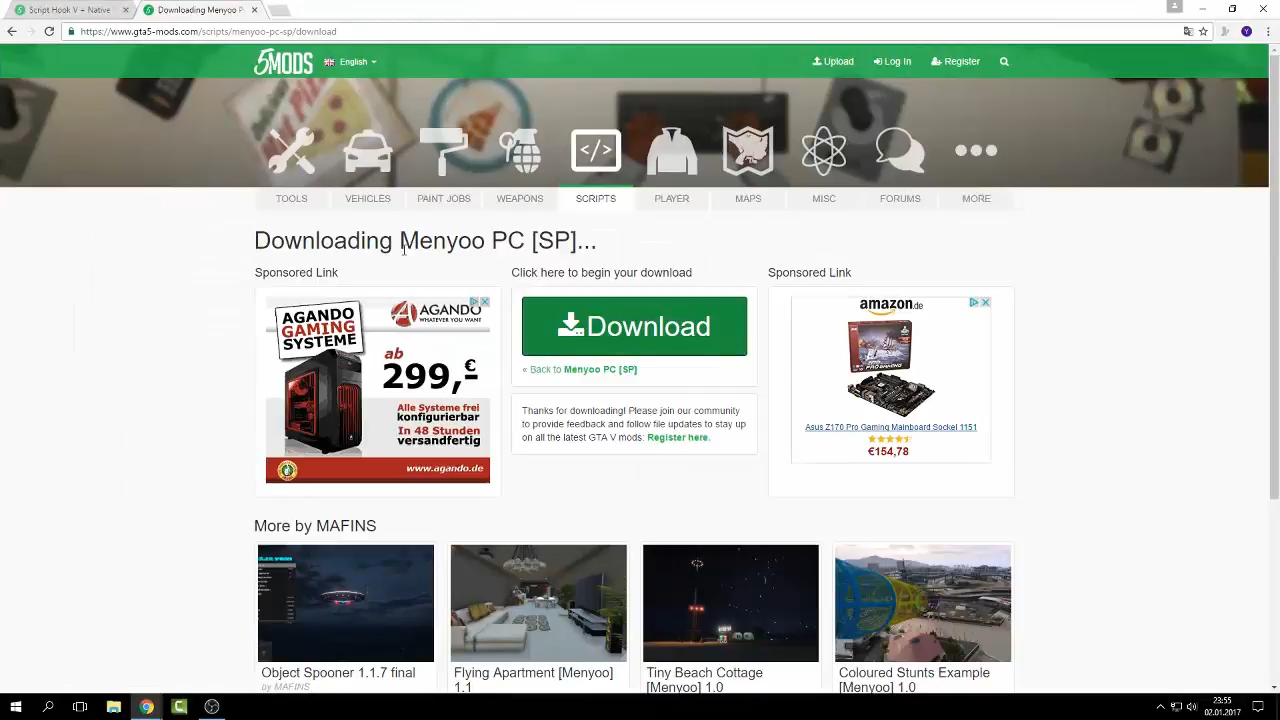 Script Hook V + Native
Downloading Menyoo P
https://www.gta5-mods.com/scripts/menyoo-pc-sp/download
5MODS
English
Upload
Log In
Register
TOOLS
VEHICLES
PAINT JOBS
WEAPONS
SCRIPTS
PLAYER
MAPS
MISC
FORUMS
MORE
Downloading Menyoo PC [SP]...
Sponsored Link
Click here to begin your download
Sponsored Link
AGANDO
GAMING
SYSTEME
AGANDO
WHATEVER YOU WANT
ab
299,-€
Alle Systeme frei
konfigurierbar
In 48 Stunden
versandfertig
www.agando.de
Download
« Back to Menyoo PC [SP]
Thanks for downloading! Please join our community
to provide feedback and follow file updates to stay up
on all the latest GTA V mods: Register here.
amazon.de
Asus Z170 Pro Gaming Mainboard Sockel 1151
€154,78
More by MAFINS
Object Spooner 1.1.7 final
by MAFINS
Flying Apartment [Menyoo]
1.1
Tiny Beach Cottage
[Menyoo] 1.0
Coloured Stunts Example
[Menyoo] 1.0
23:55
02.01.2017